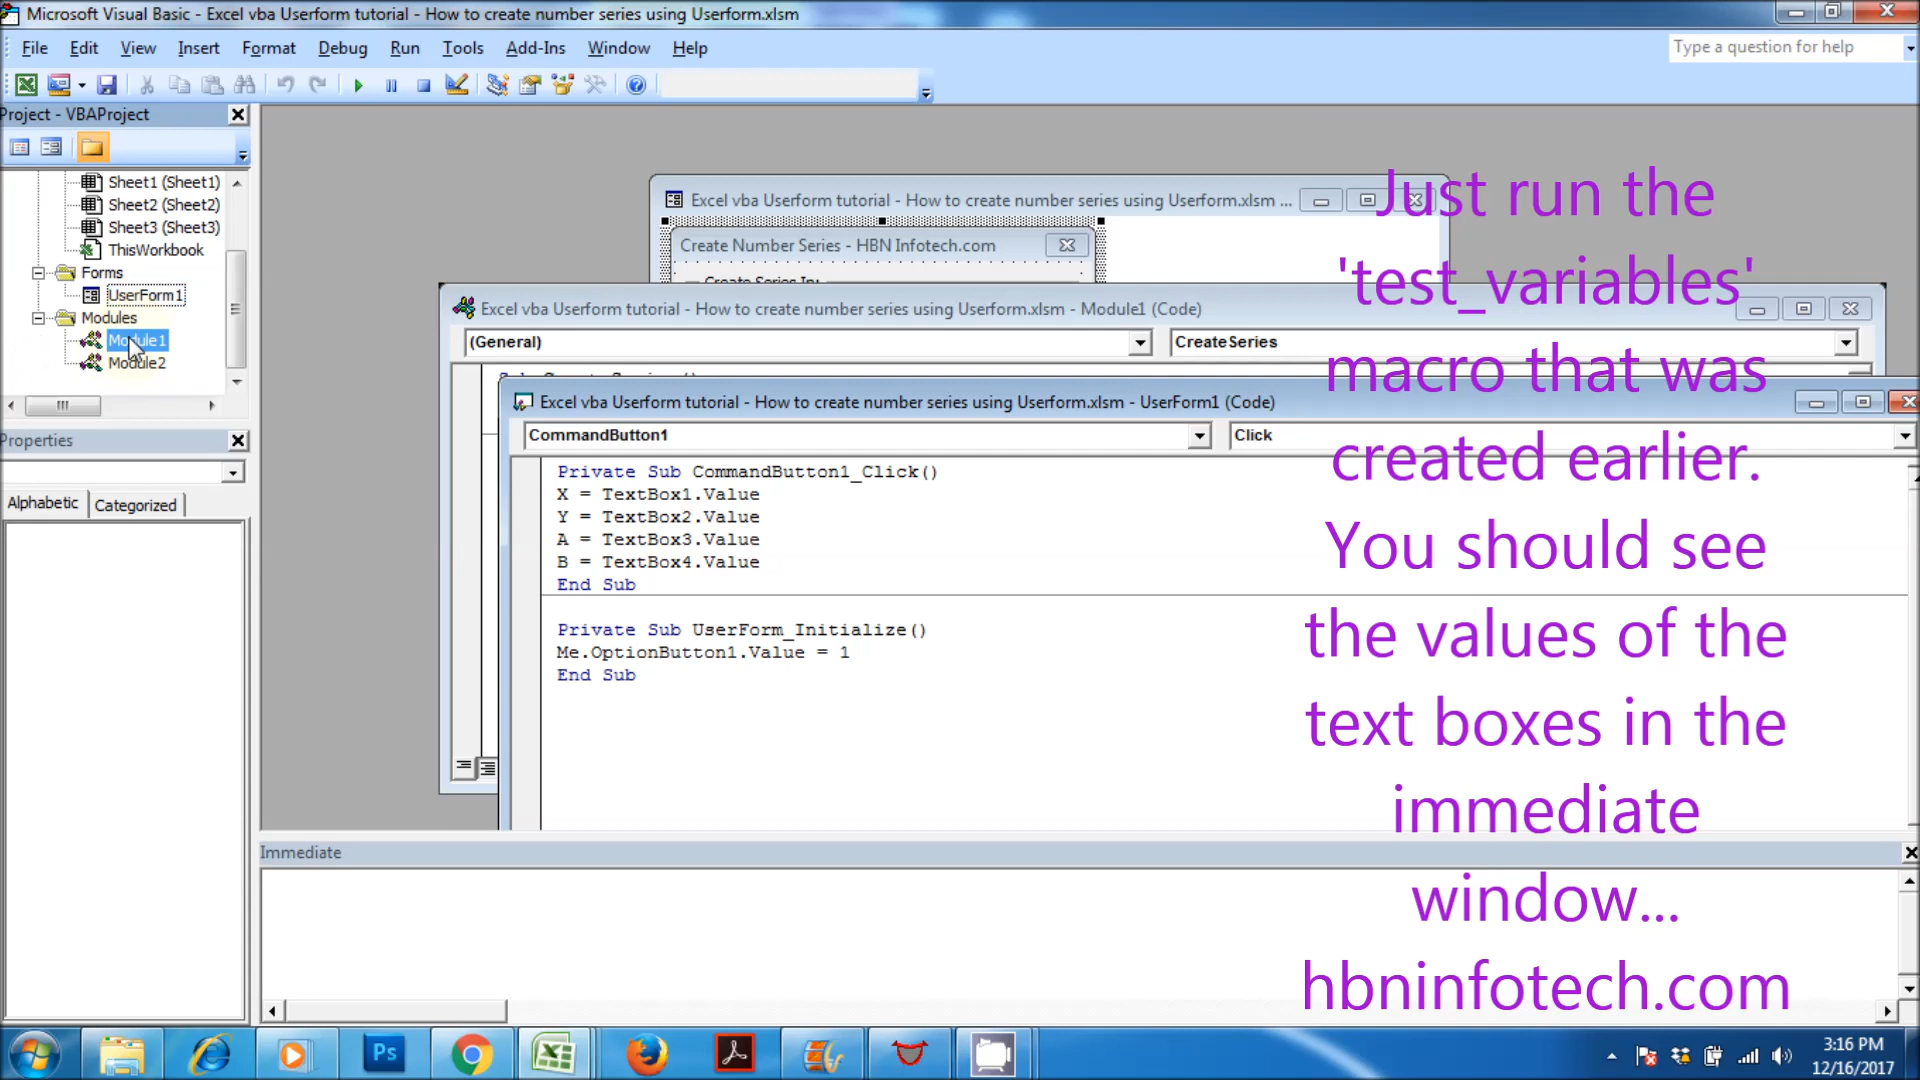 Microsoft Visual Basic - Excel vba Userform tutorial - How to create number series using Userform.xlsm
File Edit View Insert Format Debug Run Tools Add-Ins Window Help
Type a question for help
Project - VBAProject
Sheet1 (Sheet1)
Sheet2 (Sheet2)
Sheet3 (Sheet3)
ThisWorkbook
Forms
UserForm1
Modules
Module1
Module2
Properties
Alphabetic Categorized
Excel vba Userform tutorial - How to create number series using Userform.xlsm ...
Create Number Series - HBN Infotech.com
Create Series In:
Excel vba Userform tutorial - How to create number series using Userform.xlsm - Module1 (Code)
(General) CreateSeries
Excel vba Userform tutorial - How to create number series using Userform.xlsm - UserForm1 (Code)
CommandButton1 Click
Private Sub CommandButton1_Click()
X = TextBox1.Value
Y = TextBox2.Value
A = TextBox3.Value
B = TextBox4.Value
End Sub
Private Sub UserForm_Initialize()
Me.OptionButton1.Value = 1
End Sub
Immediate
Just run the
'test_variables'
macro that was
created earlier.
You should see
the values of the
text boxes in the
immediate
window...
hbninfotech.com
Ps
3:16 PM
12/16/2017